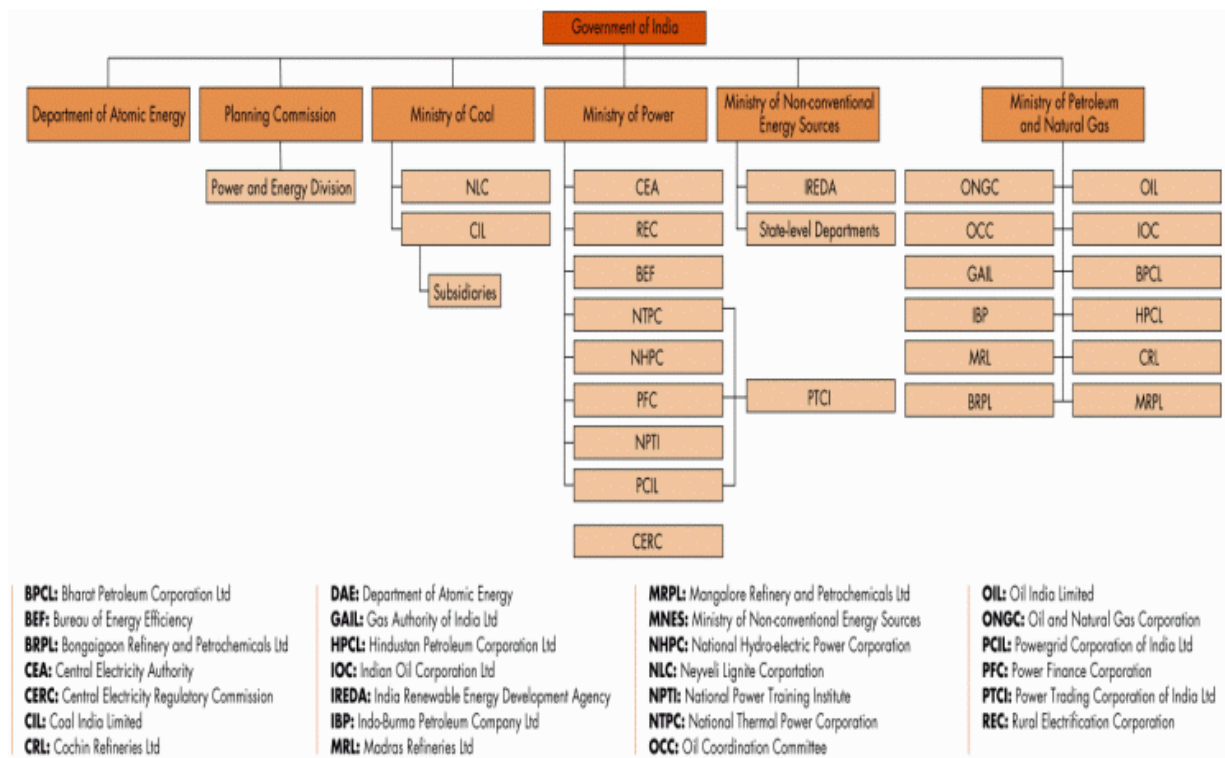 Government of India
Department of Atomic Energy
Planning Commission
Ministry of Coal
Ministry of Power
Ministry of Non-conventional
Energy Sources
Ministry of Petroleum
and Natural Gas
Power and Energy Division
NLC
CIL
Subsidiaries
CEA
REC
BEF
NTPC
NHPC
PFC
NPTI
PCIL
CERC
IREDA
State-level Departments
PTCI
ONGC
OIL
OCC
IOC
GAIL
BPCL
IBP
HPCL
MRL
CRL
BRPL
MRPL
BPCL: Bharat Petroleum Corporation Ltd
BEF: Bureau of Energy Efficiency
BRPL: Bongaigaon Refinery and Petrochemicals Ltd
CEA: Central Electricity Authority
CERC: Central Electricity Regulatory Commission
CIL: Coal India Limited
CRL: Cochin Refineries Ltd
DAE: Department of Atomic Energy
GAIL: Gas Authority of India Ltd
HPCL: Hindustan Petroleum Corporation Ltd
IOC: Indian Oil Corporation Ltd
IREDA: India Renewable Energy Development Agency
IBP: Indo-Burma Petroleum Company Ltd
MRL: Madras Refineries Ltd
MRPL: Mangalore Refinery and Petrochemicals Ltd
MNES: Ministry of Non-conventional Energy Sources
NHPC: National Hydro-electric Power Corporation
NLC: Neyveli Lignite Corportation
NPTI: National Power Training Institute
NTPC: National Thermal Power Corporation
OCC: Oil Coordination Committee
OIL: Oil India Limited
ONGC: Oil and Natural Gas Corporation
PCIL: Powergrid Corporation of India Ltd
PFC: Power Finance Corporation
PTCI: Power Trading Corporation of India Ltd
REC: Rural Electrification Corporation